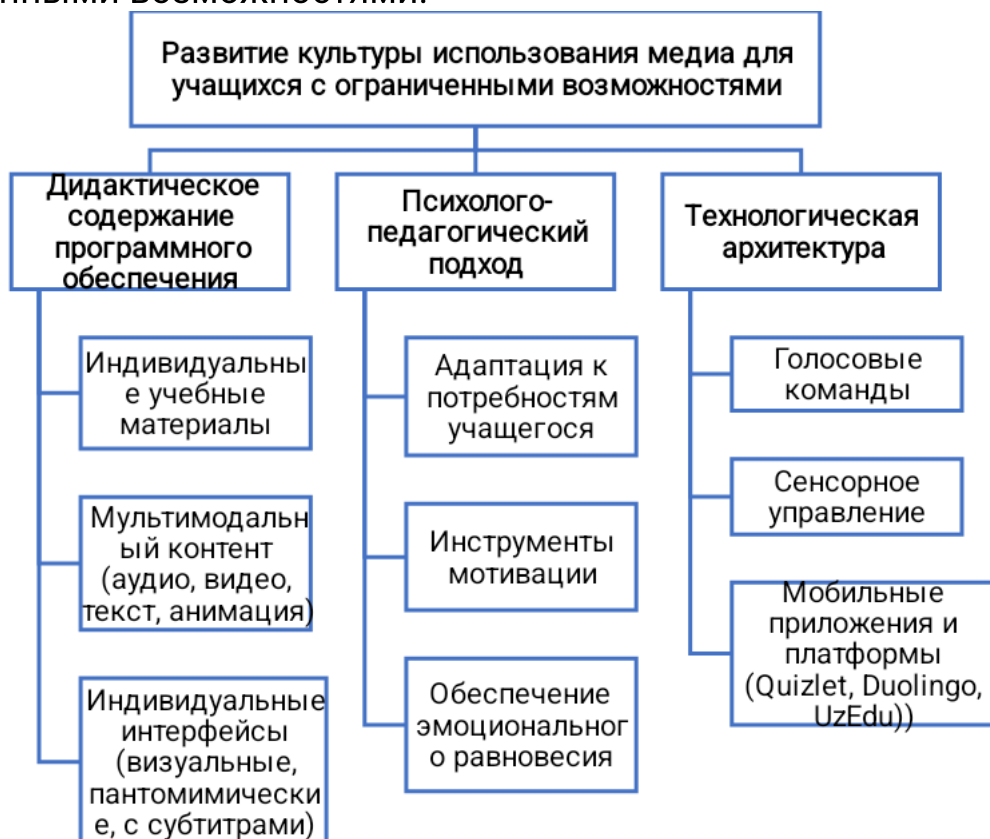 нными возможностями.
Развитие культуры использования медиа для
учащихся с ограниченными возможностями
Дидактическое
содержание
программного
обеспечения
Индивидуальны
е учебные
материалы
Мультимодальн
ый контент
(аудио, видео,
текст, анимация)
Индивидуальные
интерфейсы
(визуальные,
пантомимически
е, с субтитрами)
Психолого-
педагогический
подход
Адаптация к
потребностям
учащегося
Инструменты
мотивации
Обеспечение
эмоциональног
о равновесия
Технологическая
архитектура
Голосовые
команды
Сенсорное
управление
Мобильные
приложения и
платформы
(Quizlet, Duolingo,
UzEdu))